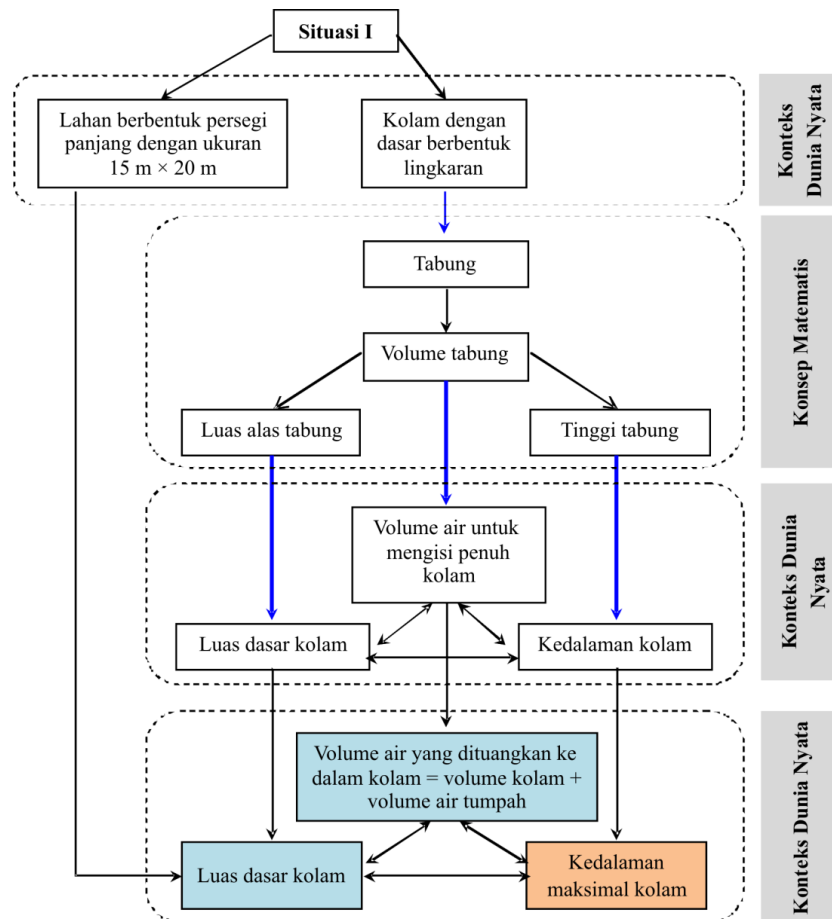 Situasi I
Lahan berbentuk persegi
panjang dengan ukuran
15 m × 20 m
Kolam dengan
dasar berbentuk
lingkaran
Konteks
Dunia Nyata
Tabung
Volume tabung
Luas alas tabung
Tinggi tabung
Konsep Matematis
Volume air untuk
mengisi penuh
kolam
Luas dasar kolam
Kedalaman kolam
Konteks Dunia
Nyata
Volume air yang dituangkan ke
dalam kolam = volume kolam +
volume air tumpah
Luas dasar kolam
Kedalaman
maksimal kolam
Konteks Dunia Nyata